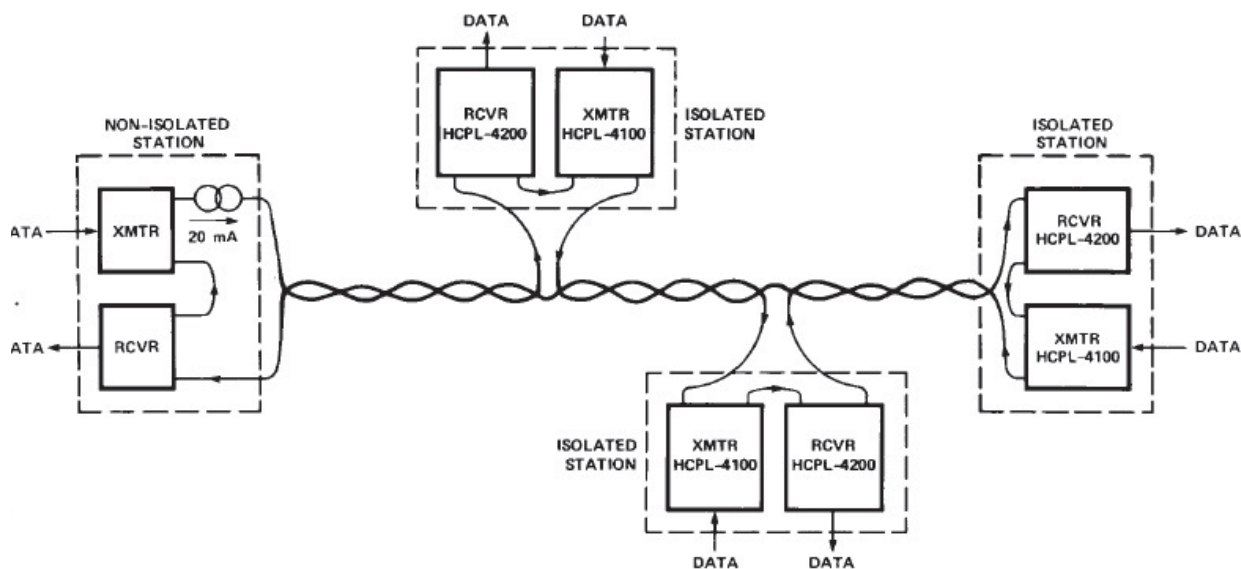 DATA
DATA
RCVR
HCPL-4200
XMTR
HCPL-4100
ISOLATED
STATION
NON-ISOLATED
STATION
ATA
XMTR
20 mA
ATA
RCVR
ISOLATED
STATION
RCVR
HCPL-4200
DATA
XMTR
HCPL-4100
DATA
ISOLATED
STATION
XMTR
HCPL-4100
RCVR
HCPL-4200
DATA
DATA